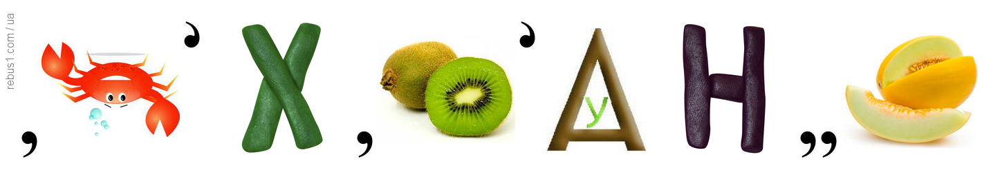 rebus1.com / ua
, ’ Х , ’ А у Н ,,